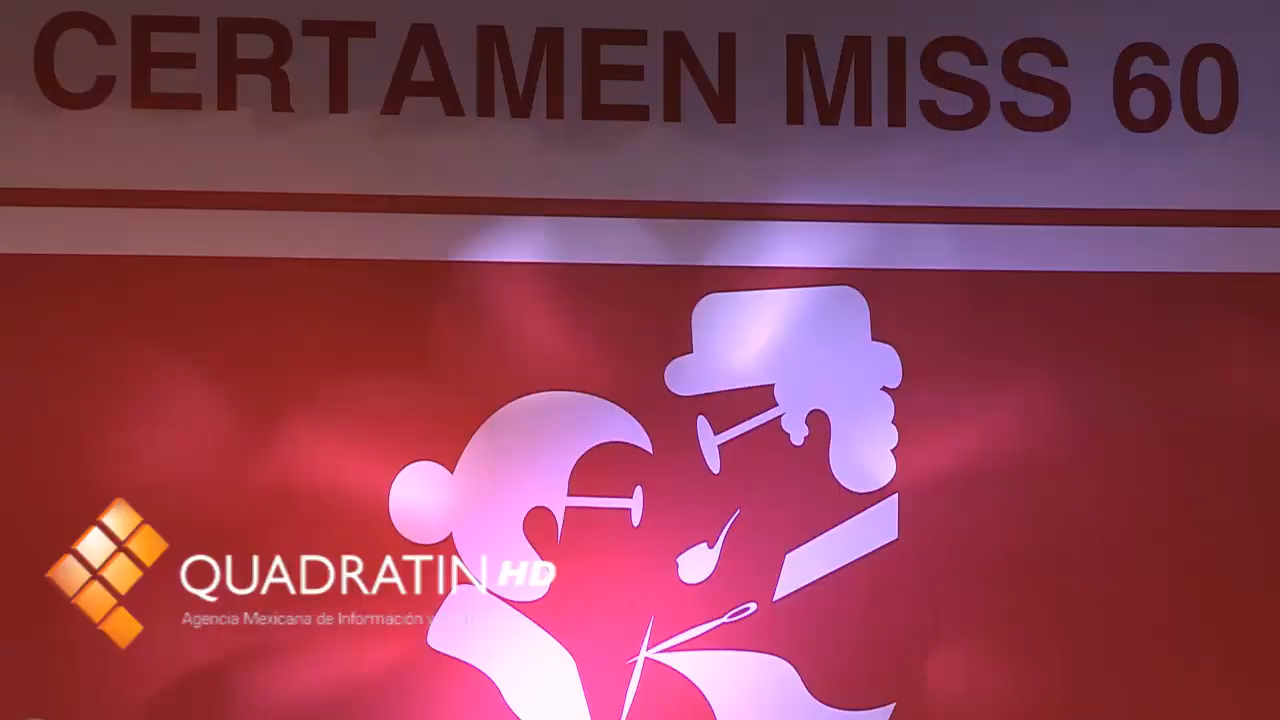 CERTAMEN MISS 60
QUADRATIN HD
Agencia Mexicana de Información y